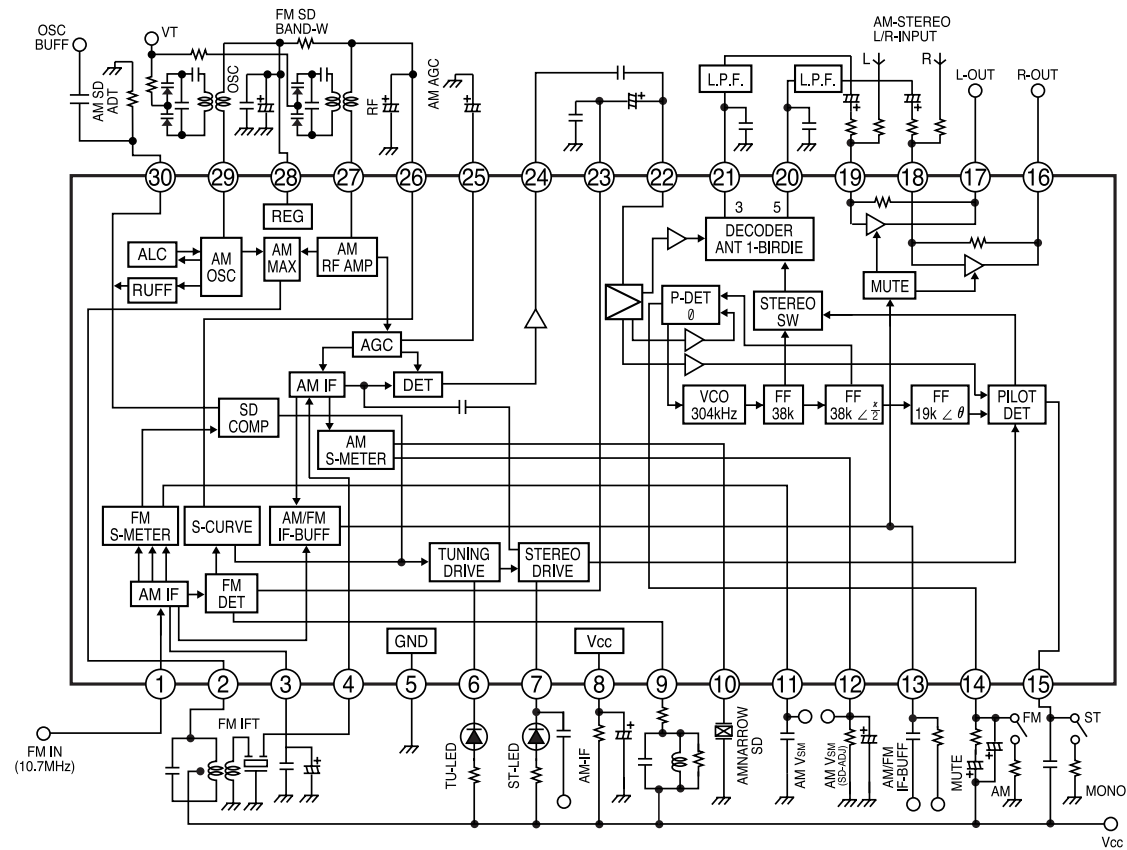 OSC
BUFF
VT
FM SD
BAND-W
AM-STEREO
L/R-INPUT
AM SD
ADT
OSC
RF
AM AGC
L.P.F.
L.P.F.
L
R
L-OUT
R-OUT
30
29
28
27
26
25
24
23
22
21
20
19
18
17
16
REG
3
5
ALC
AM
OSC
AM
MAX
AM
RF AMP
DECODER
ANT 1-BIRDIE
RUFF
P-DET
Ø
STEREO
SW
MUTE
AGC
AM IF
DET
VCO
304kHz
FF
38k
FF
38k ∠ x/2
FF
19k ∠ θ
PILOT
DET
SD
COMP
AM
S-METER
FM
S-METER
S-CURVE
AM/FM
IF-BUFF
TUNING
DRIVE
STEREO
DRIVE
AM IF
FM
DET
GND
Vcc
1
2
3
4
5
6
7
8
9
10
11
12
13
14
15
FM IN
(10.7MHz)
FM IFT
TU-LED
ST-LED
AM-IF
AMNARROW
SD
AM VSM
AM VSM
(SD-ADJ)
AM/FM
IF-BUFF
MUTE
FM
AM
ST
MONO
Vcc